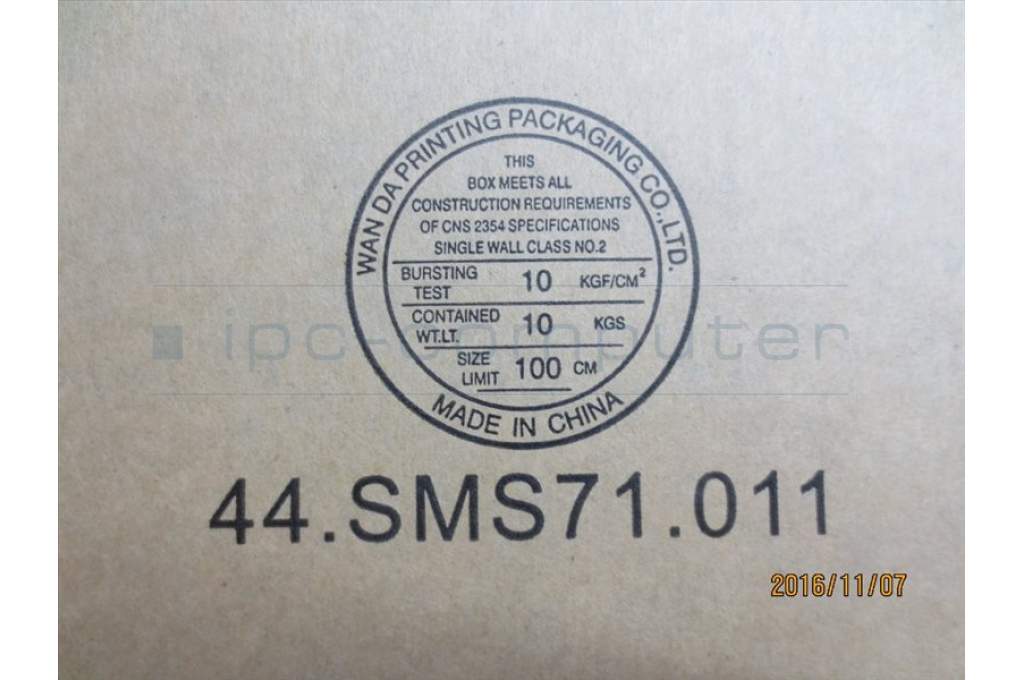 WAN DA PRINTING PACKAGING CO.,LTD.
THIS
BOX MEETS ALL
CONSTRUCTION REQUIREMENTS
OF CNS 2354 SPECIFICATIONS
SINGLE WALL CLASS NO.2
BURSTING TEST 10 KGF/CM²
CONTAINED WT.LT. 10 KGS
SIZE LIMIT 100 CM
MADE IN CHINA
ipc-computer
44.SMS71.011
2016/11/07